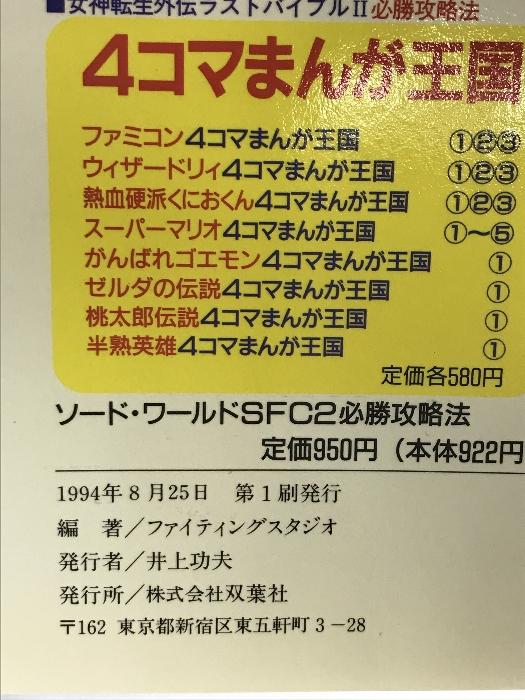 ■女神転生外伝ラストバイブルII必勝攻略法
4コマまんが王国
ファミコン4コマまんが王国 ①②③
ウィザードリィ4コマまんが王国 ①②③
熱血硬派くにおくん4コマまんが王国 ①②③
スーパーマリオ4コマまんが王国 ①〜⑤
がんばれゴエモン4コマまんが王国 ①
ゼルダの伝説4コマまんが王国 ①
桃太郎伝説4コマまんが王国 ①
半熟英雄4コマまんが王国 ①
定価各580円
ソード・ワールドSFC2必勝攻略法
定価950円（本体922円
1994年8月25日 第1刷発行
編 著／ファイティングスタジオ
発行者／井上功夫
発行所／株式会社双葉社
〒162 東京都新宿区東五軒町3－28